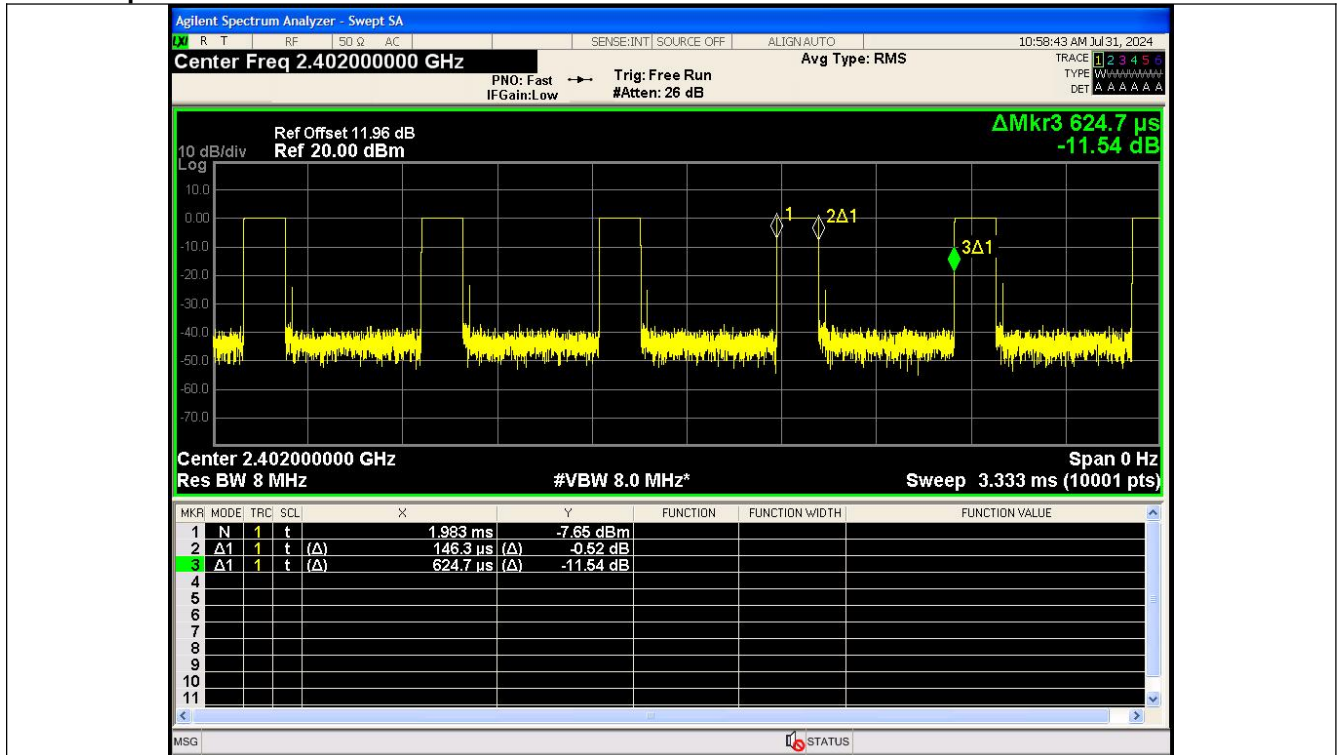 Agilent Spectrum Analyzer - Swept SA
LXI R T RF 50 Ω AC SENSE:INT SOURCE OFF ALIGN AUTO 10:58:43 AM Jul 31, 2024
Center Freq 2.402000000 GHz Avg Type: RMS TRACE 1 2 3 4 5 6
PNO: Fast Trig: Free Run TYPE W
IFGain:Low #Atten: 26 dB DET A A A A A A
ΔMkr3 624.7 µs
-11.54 dB
Ref Offset 11.96 dB
10 dB/div Ref 20.00 dBm
Log
10.0
0.00
-10.0
-20.0
-30.0
-40.0
-50.0
-60.0
-70.0
1 2Δ1
3Δ1
Center 2.402000000 GHz Span 0 Hz
Res BW 8 MHz #VBW 8.0 MHz* Sweep 3.333 ms (10001 pts)
MKR MODE TRC SCL X Y FUNCTION FUNCTION WIDTH FUNCTION VALUE
1 N 1 t 1.983 ms -7.65 dBm
2 Δ1 1 t (Δ) 146.3 µs (Δ) -0.52 dB
3 Δ1 1 t (Δ) 624.7 µs (Δ) -11.54 dB
4
5
6
7
8
9
10
11
MSG STATUS